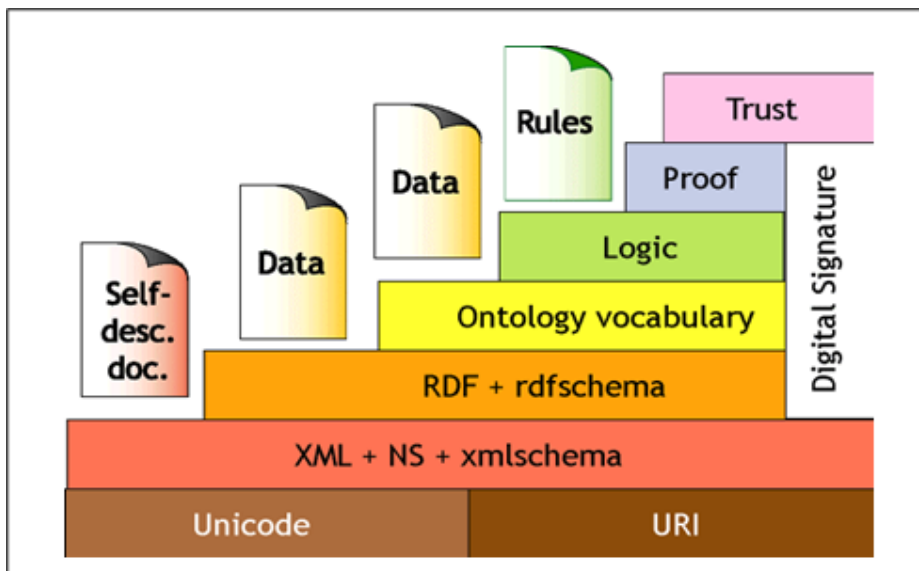 Rules
Trust
Data
Proof
Data
Logic
Self-
desc.
doc.
Ontology vocabulary
Digital Signature
RDF + rdfschema
XML + NS + xmlschema
Unicode
URI